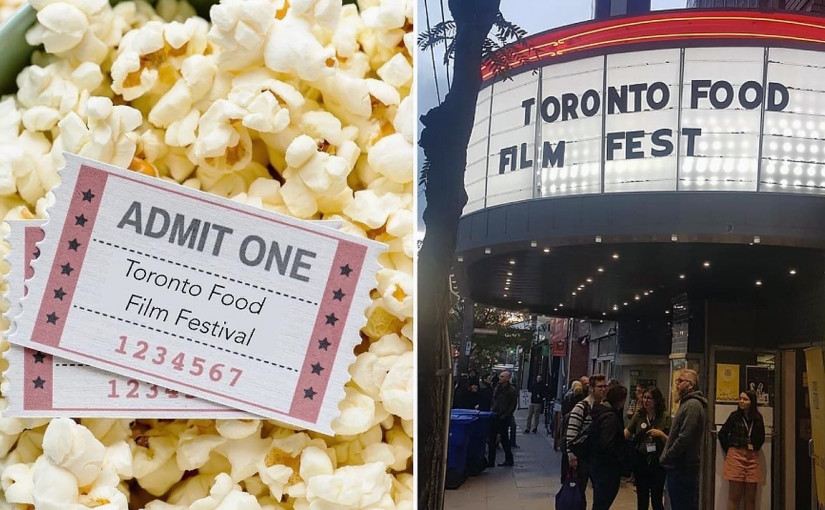 ADMIT ONE
Toronto Food
Film Festival
1234567
TORONTO FOOD
FILM FEST